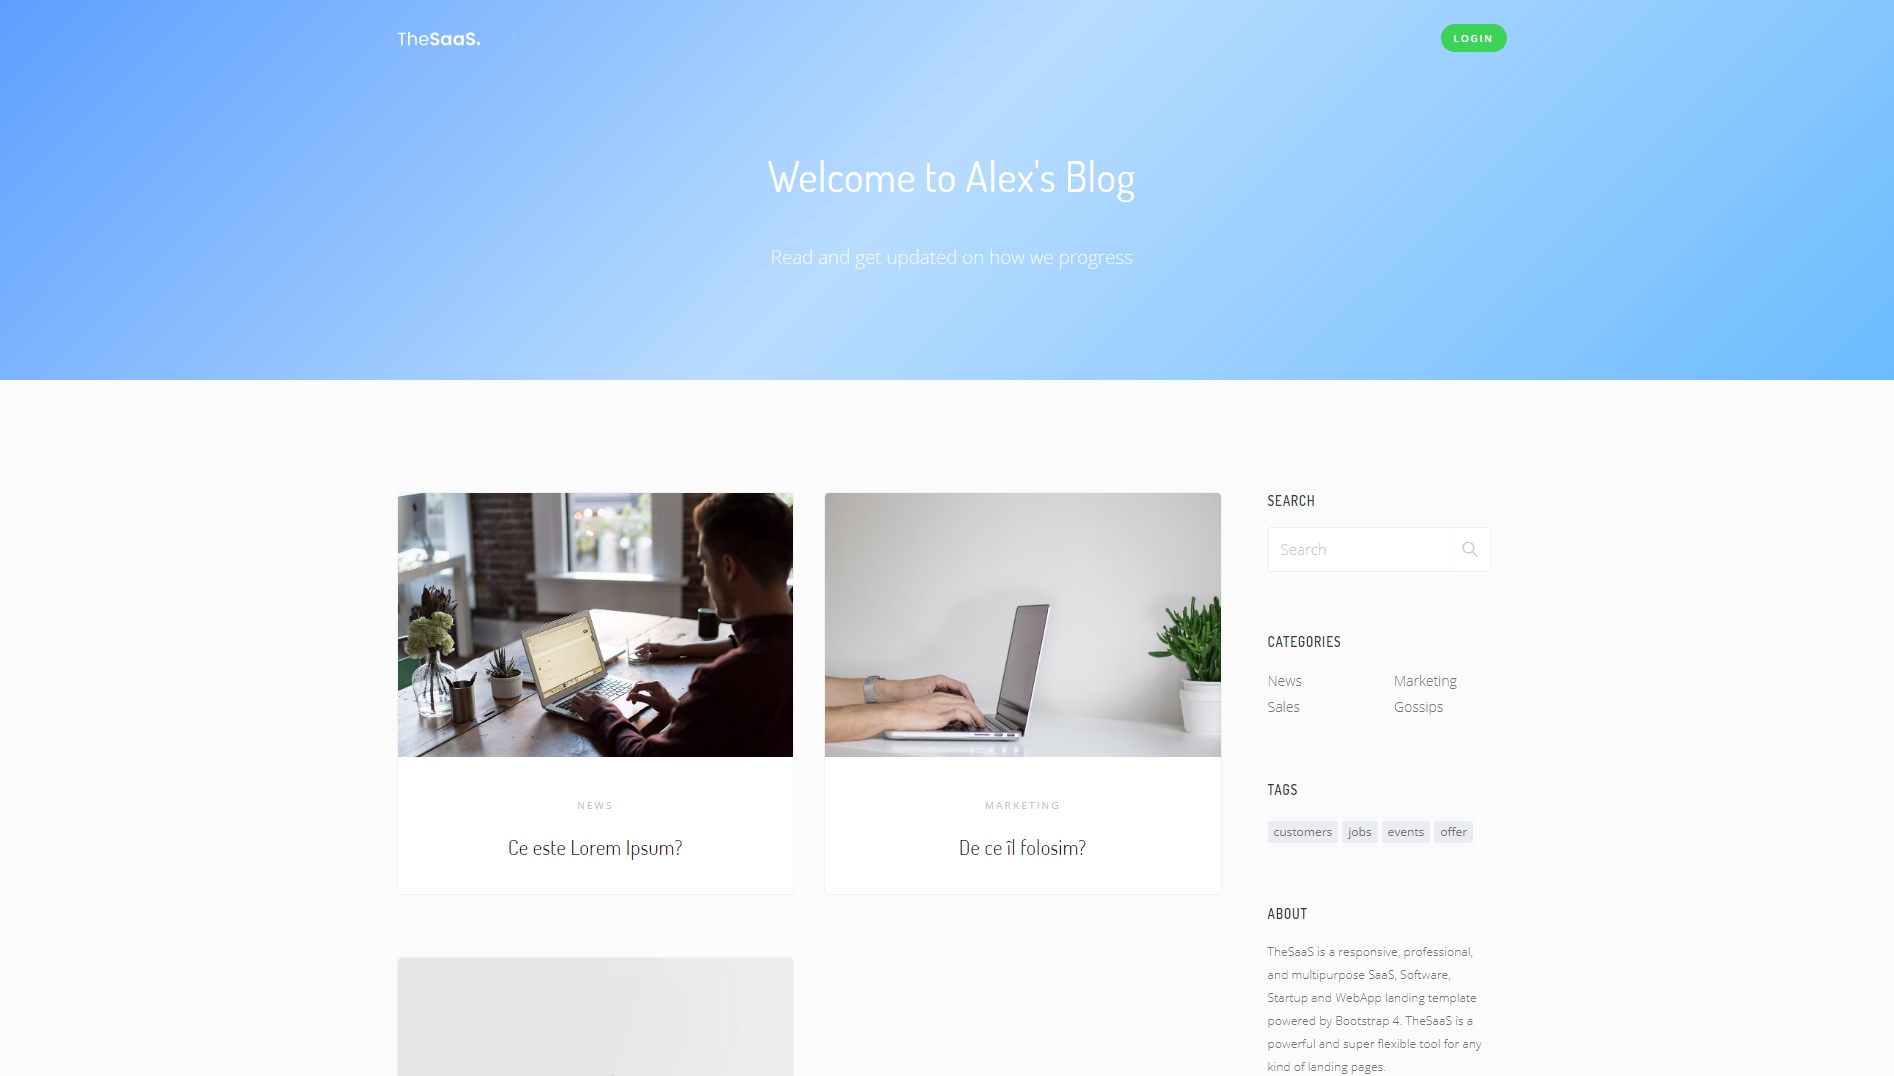 TheSaaS.
LOGIN
Welcome to Alex's Blog
Read and get updated on how we progress
NEWS
Ce este Lorem Ipsum?
MARKETING
De ce îl folosim?
SEARCH
Search
CATEGORIES
News Marketing
Sales Gossips
TAGS
customers jobs events offer
ABOUT
TheSaaS is a responsive, professional,
and multipurpose SaaS, Software,
Startup and WebApp landing template
powered by Bootstrap 4. TheSaaS is a
powerful and super flexible tool for any
kind of landing pages.